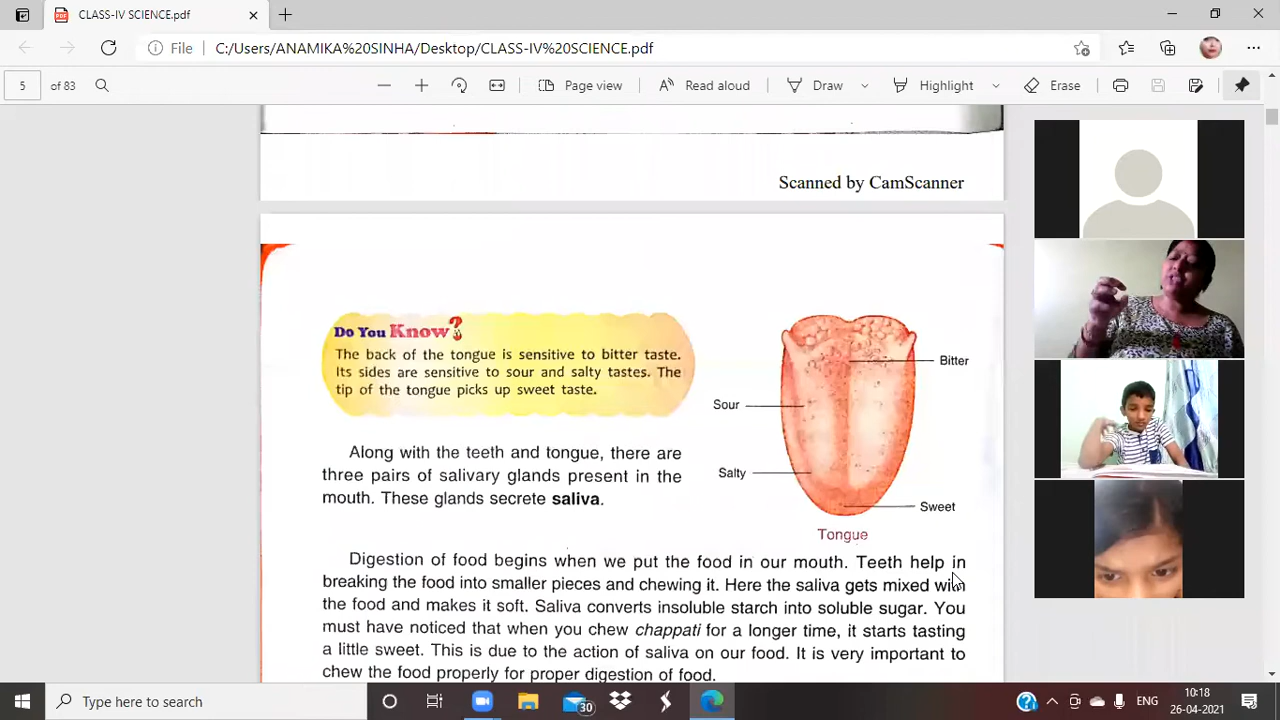 CLASS-IV SCIENCE.pdf
File C:/Users/ANAMIKA%20SINHA/Desktop/CLASS-IV%20SCIENCE.pdf
5 of 83 Page view Read aloud Draw Highlight Erase
Scanned by CamScanner
Do You Know?
The back of the tongue is sensitive to bitter taste.
Its sides are sensitive to sour and salty tastes. The
tip of the tongue picks up sweet taste.
Bitter
Sour
Salty
Sweet
Tongue
Along with the teeth and tongue, there are
three pairs of salivary glands present in the
mouth. These glands secrete saliva.
Digestion of food begins when we put the food in our mouth. Teeth help in
breaking the food into smaller pieces and chewing it. Here the saliva gets mixed with
the food and makes it soft. Saliva converts insoluble starch into soluble sugar. You
must have noticed that when you chew chappati for a longer time, it starts tasting
a little sweet. This is due to the action of saliva on our food. It is very important to
chew the food properly for proper digestion of food.
Type here to search
30
ENG
10:18
26-04-2021